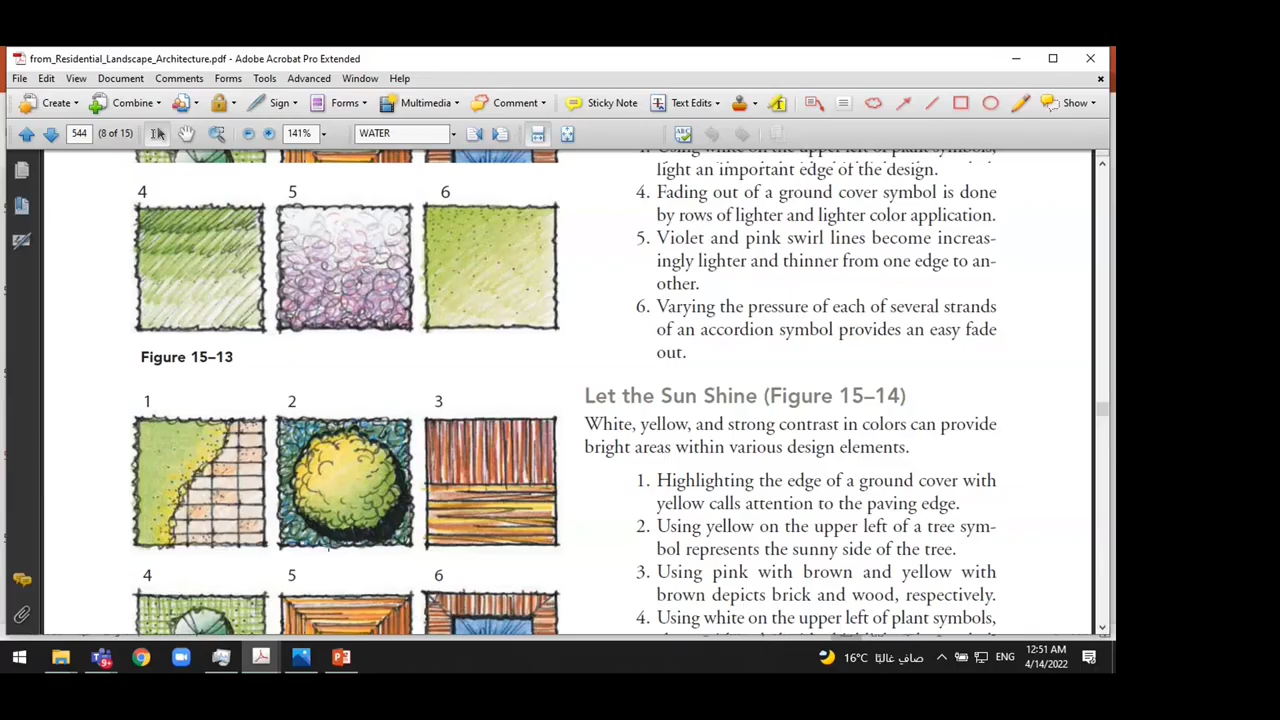 from_Residential_Landscape_Architecture.pdf - Adobe Acrobat Pro Extended
File Edit View Document Comments Forms Tools Advanced Window Help
Create Combine Sign Forms Multimedia Comment Sticky Note Text Edits Show
544 (8 of 15) 141% WATER
Using white on the upper left of plant symbols,
light an important edge of the design.
4 5 6
4. Fading out of a ground cover symbol is done
by rows of lighter and lighter color application.
5. Violet and pink swirl lines become increas-
ingly lighter and thinner from one edge to an-
other.
6. Varying the pressure of each of several strands
of an accordion symbol provides an easy fade
out.
Figure 15–13
Let the Sun Shine (Figure 15–14)
White, yellow, and strong contrast in colors can provide
bright areas within various design elements.
1 2 3
1. Highlighting the edge of a ground cover with
yellow calls attention to the paving edge.
2. Using yellow on the upper left of a tree sym-
bol represents the sunny side of the tree.
3. Using pink with brown and yellow with
brown depicts brick and wood, respectively.
4 5 6
4. Using white on the upper left of plant symbols,
9+
16°C صافٍ غالبًا ENG
12:51 AM
4/14/2022